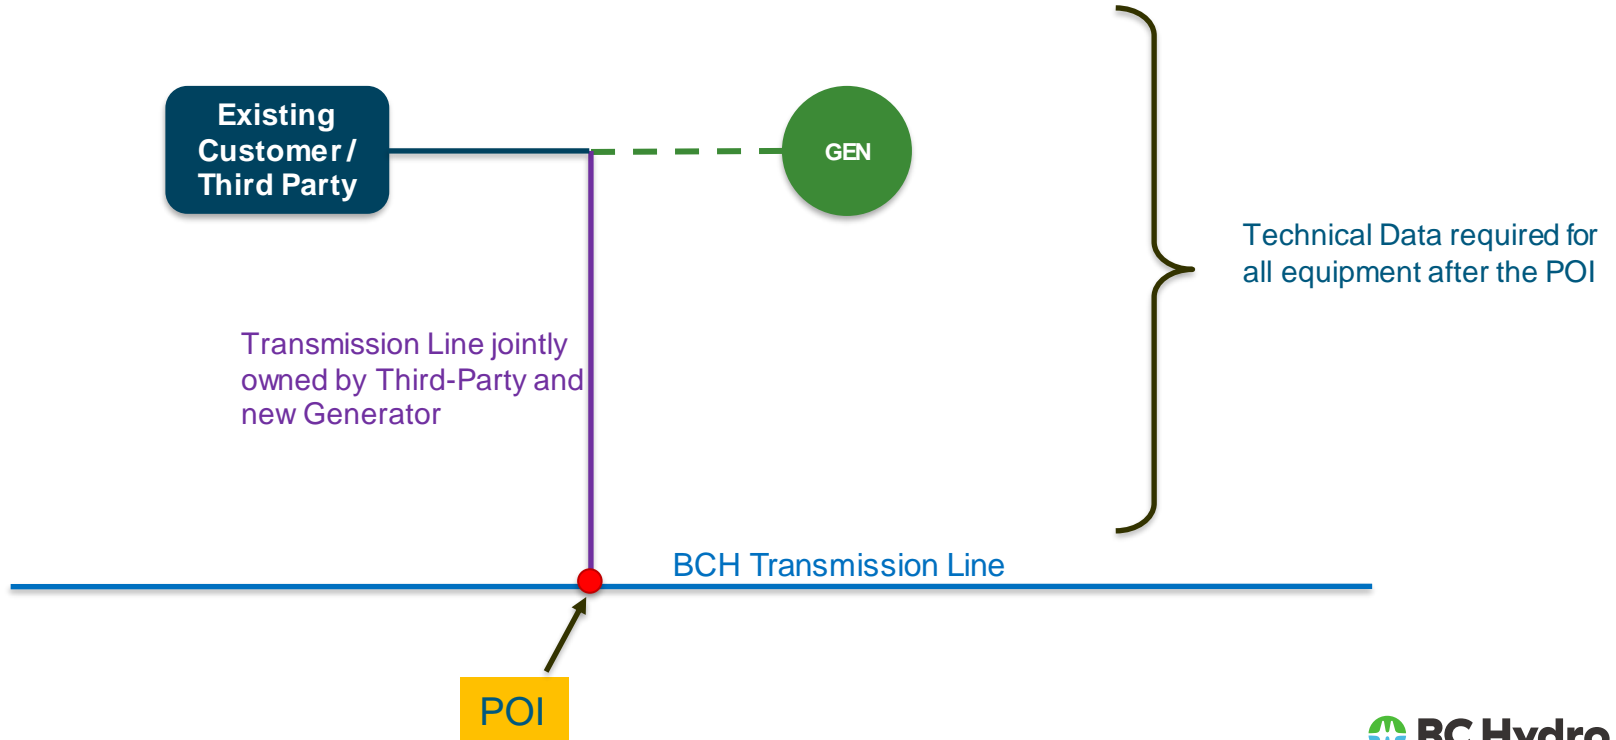 Existing
Customer /
Third Party
GEN
Technical Data required for
all equipment after the POI
Transmission Line jointly
owned by Third-Party and
new Generator
BCH Transmission Line
POI
BC Hydro